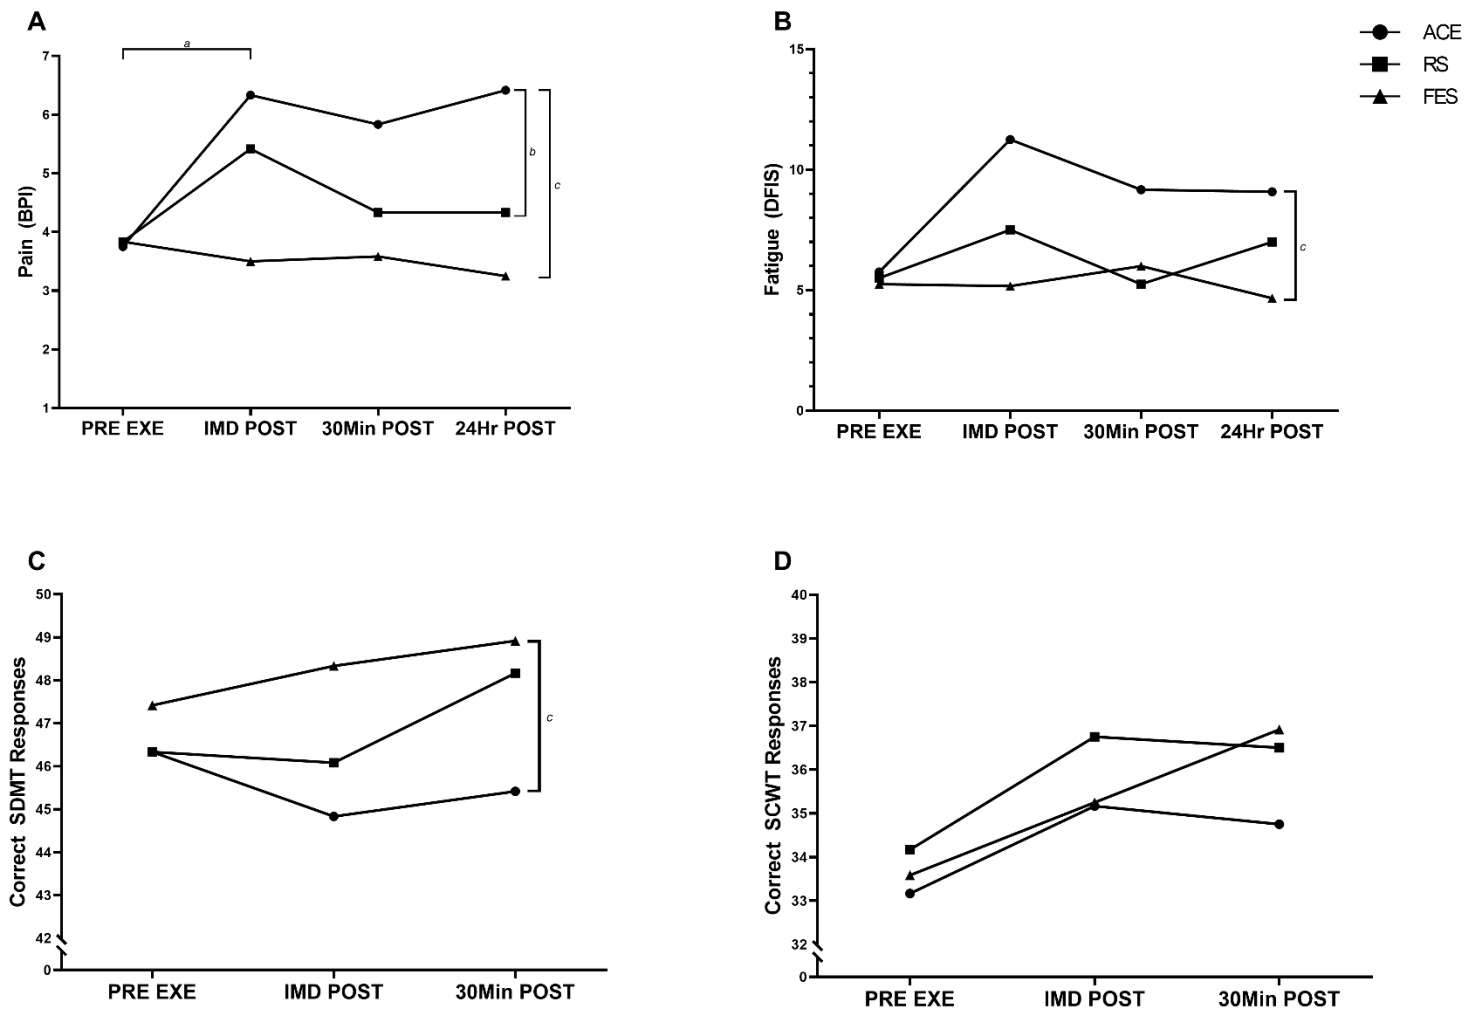 A
a
7
6
5
4
3
2
1
Pain (BPI)
b
c
PRE EXE IMD POST 30Min POST 24Hr POST
B
15
10
5
0
Fatigue (DFIS)
c
PRE EXE IMD POST 30Min POST 24Hr POST
ACE
RS
FES
C
50
49
48
47
46
45
44
43
42
0
Correct SDMT Responses
c
PRE EXE IMD POST 30Min POST
D
40
39
38
37
36
35
34
33
32
0
Correct SCWT Responses
PRE EXE IMD POST 30Min POST